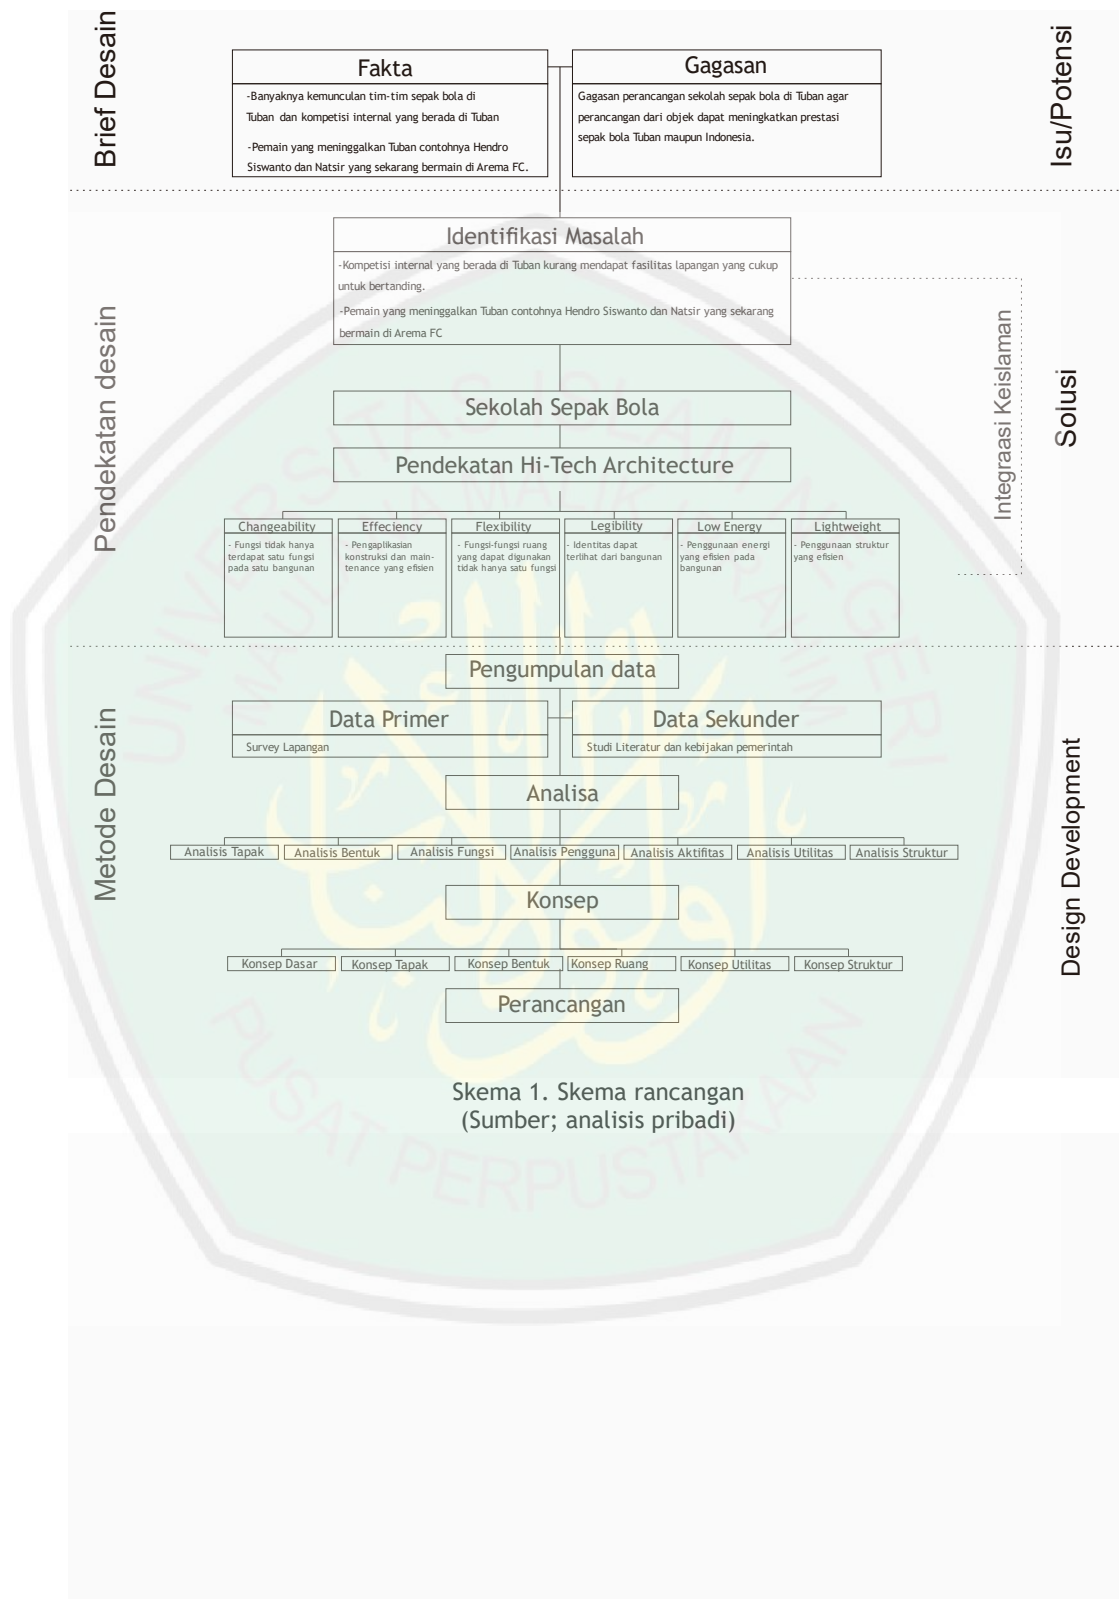 Brief Desain
Isu/Potensi
Fakta
-Banyaknya kemunculan tim-tim sepak bola di
Tuban dan kompetisi internal yang berada di Tuban
-Pemain yang meninggalkan Tuban contohnya Hendro
Siswanto dan Natsir yang sekarang bermain di Arema FC.
Gagasan
Gagasan perancangan sekolah sepak bola di Tuban agar
perancangan dari objek dapat meningkatkan prestasi
sepak bola Tuban maupun Indonesia.
Pendekatan desain
Solusi
Integraasi Keislaman
Identifikasi Masalah
-Kompetisi internal yang berada di Tuban kurang mendapat fasilitas lapangan yang cukup
untuk bertanding.
-Pemain yang meninggalkan Tuban contohnya Hendro Siswanto dan Natsir yang sekarang
bermain di Arema FC
Sekolah Sepak Bola
Pendekatan Hi-Tech Architecture
Changeability
- Fungsi tidak hanya
terdapat satu fungsi
pada satu bangunan
Effeciency
- Pengaplikasian
konstruksi dan main-
tenance yang efisien
Flexibility
- Fungsi-fungsi ruang
yang dapat digunakan
tidak hanya satu fungsi
Legibility
- Identitas dapat
terlihat dari bangunan
Low Energy
- Penggunaan energi
yang efisien pada
bangunan
Lightweight
- Penggunaan struktur
yang efisien
Metode Desain
Design Development
Pengumpulan data
Data Primer
Survey Lapangan
Data Sekunder
Studi Literatur dan kebijakan pemerintah
Analisa
Analisis Tapak
Analisis Bentuk
Analisis Fungsi
Analisis Pengguna
Analisis Aktifitas
Analisis Utilitas
Analisis Struktur
Konsep
Konsep Dasar
Konsep Tapak
Konsep Bentuk
Konsep Ruang
Konsep Utilitas
Konsep Struktur
Perancangan
Skema 1. Skema rancangan
(Sumber; analisis pribadi)
UNIVERSITAS ISLAM NEGERI
MAULANA MALIK IBRAHIM
PUSAT PERPUSTAKAAN